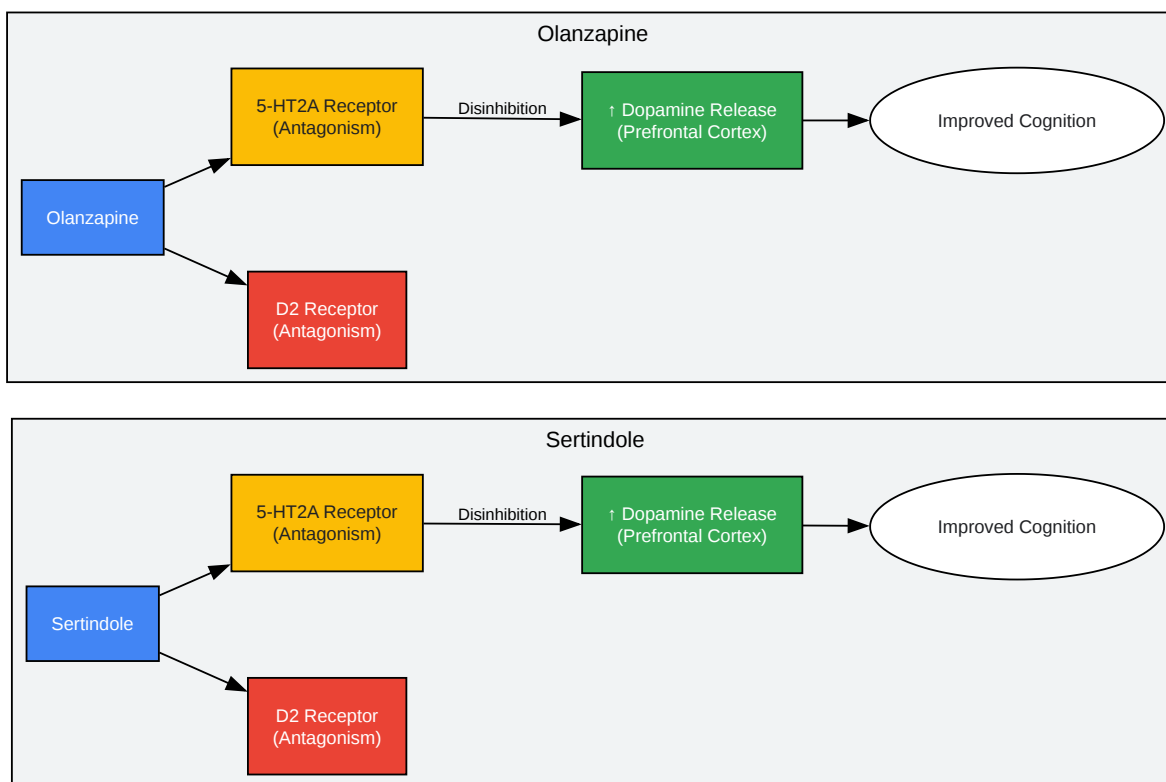 Olanzapine
5-HT2A Receptor
(Antagonism)
Disinhibition
↑ Dopamine Release
(Prefrontal Cortex)
Improved Cognition
Olanzapine
D2 Receptor
(Antagonism)
Sertindole
5-HT2A Receptor
(Antagonism)
Disinhibition
↑ Dopamine Release
(Prefrontal Cortex)
Improved Cognition
Sertindole
D2 Receptor
(Antagonism)